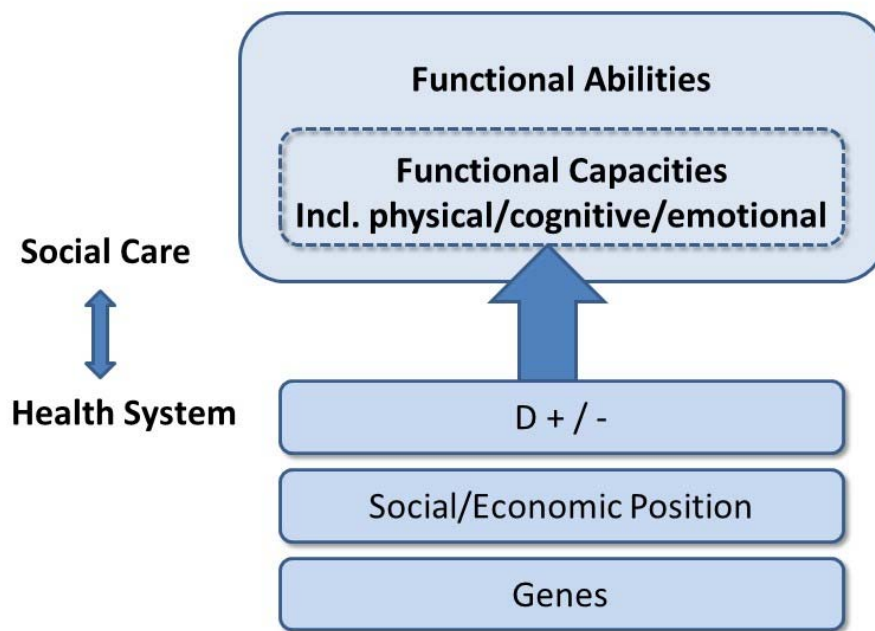 Functional Abilities
Functional Capacities
Incl. physical/cognitive/emotional
Social Care
Health System
D + / -
Social/Economic Position
Genes